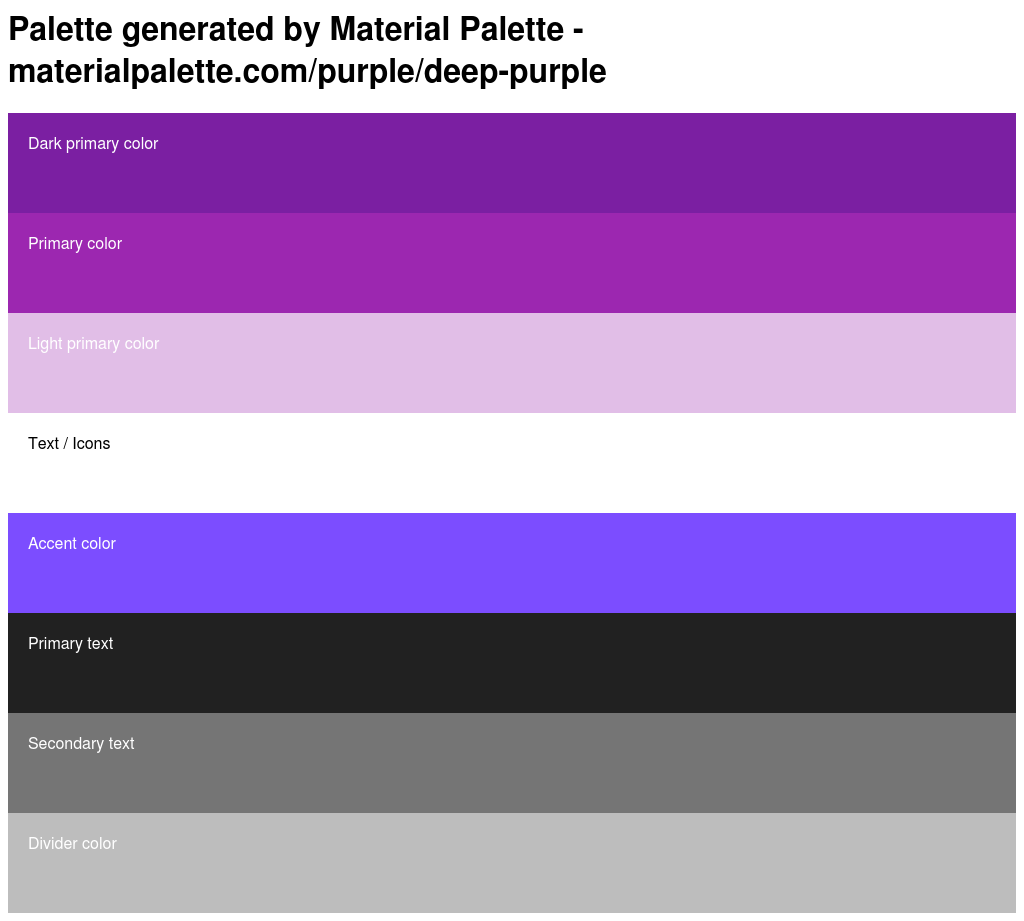 Palette generated by Material Palette -
materialpalette.com/purple/deep-purple
Dark primary color
Primary color
Light primary color
Text / Icons
Accent color
Primary text
Secondary text
Divider color